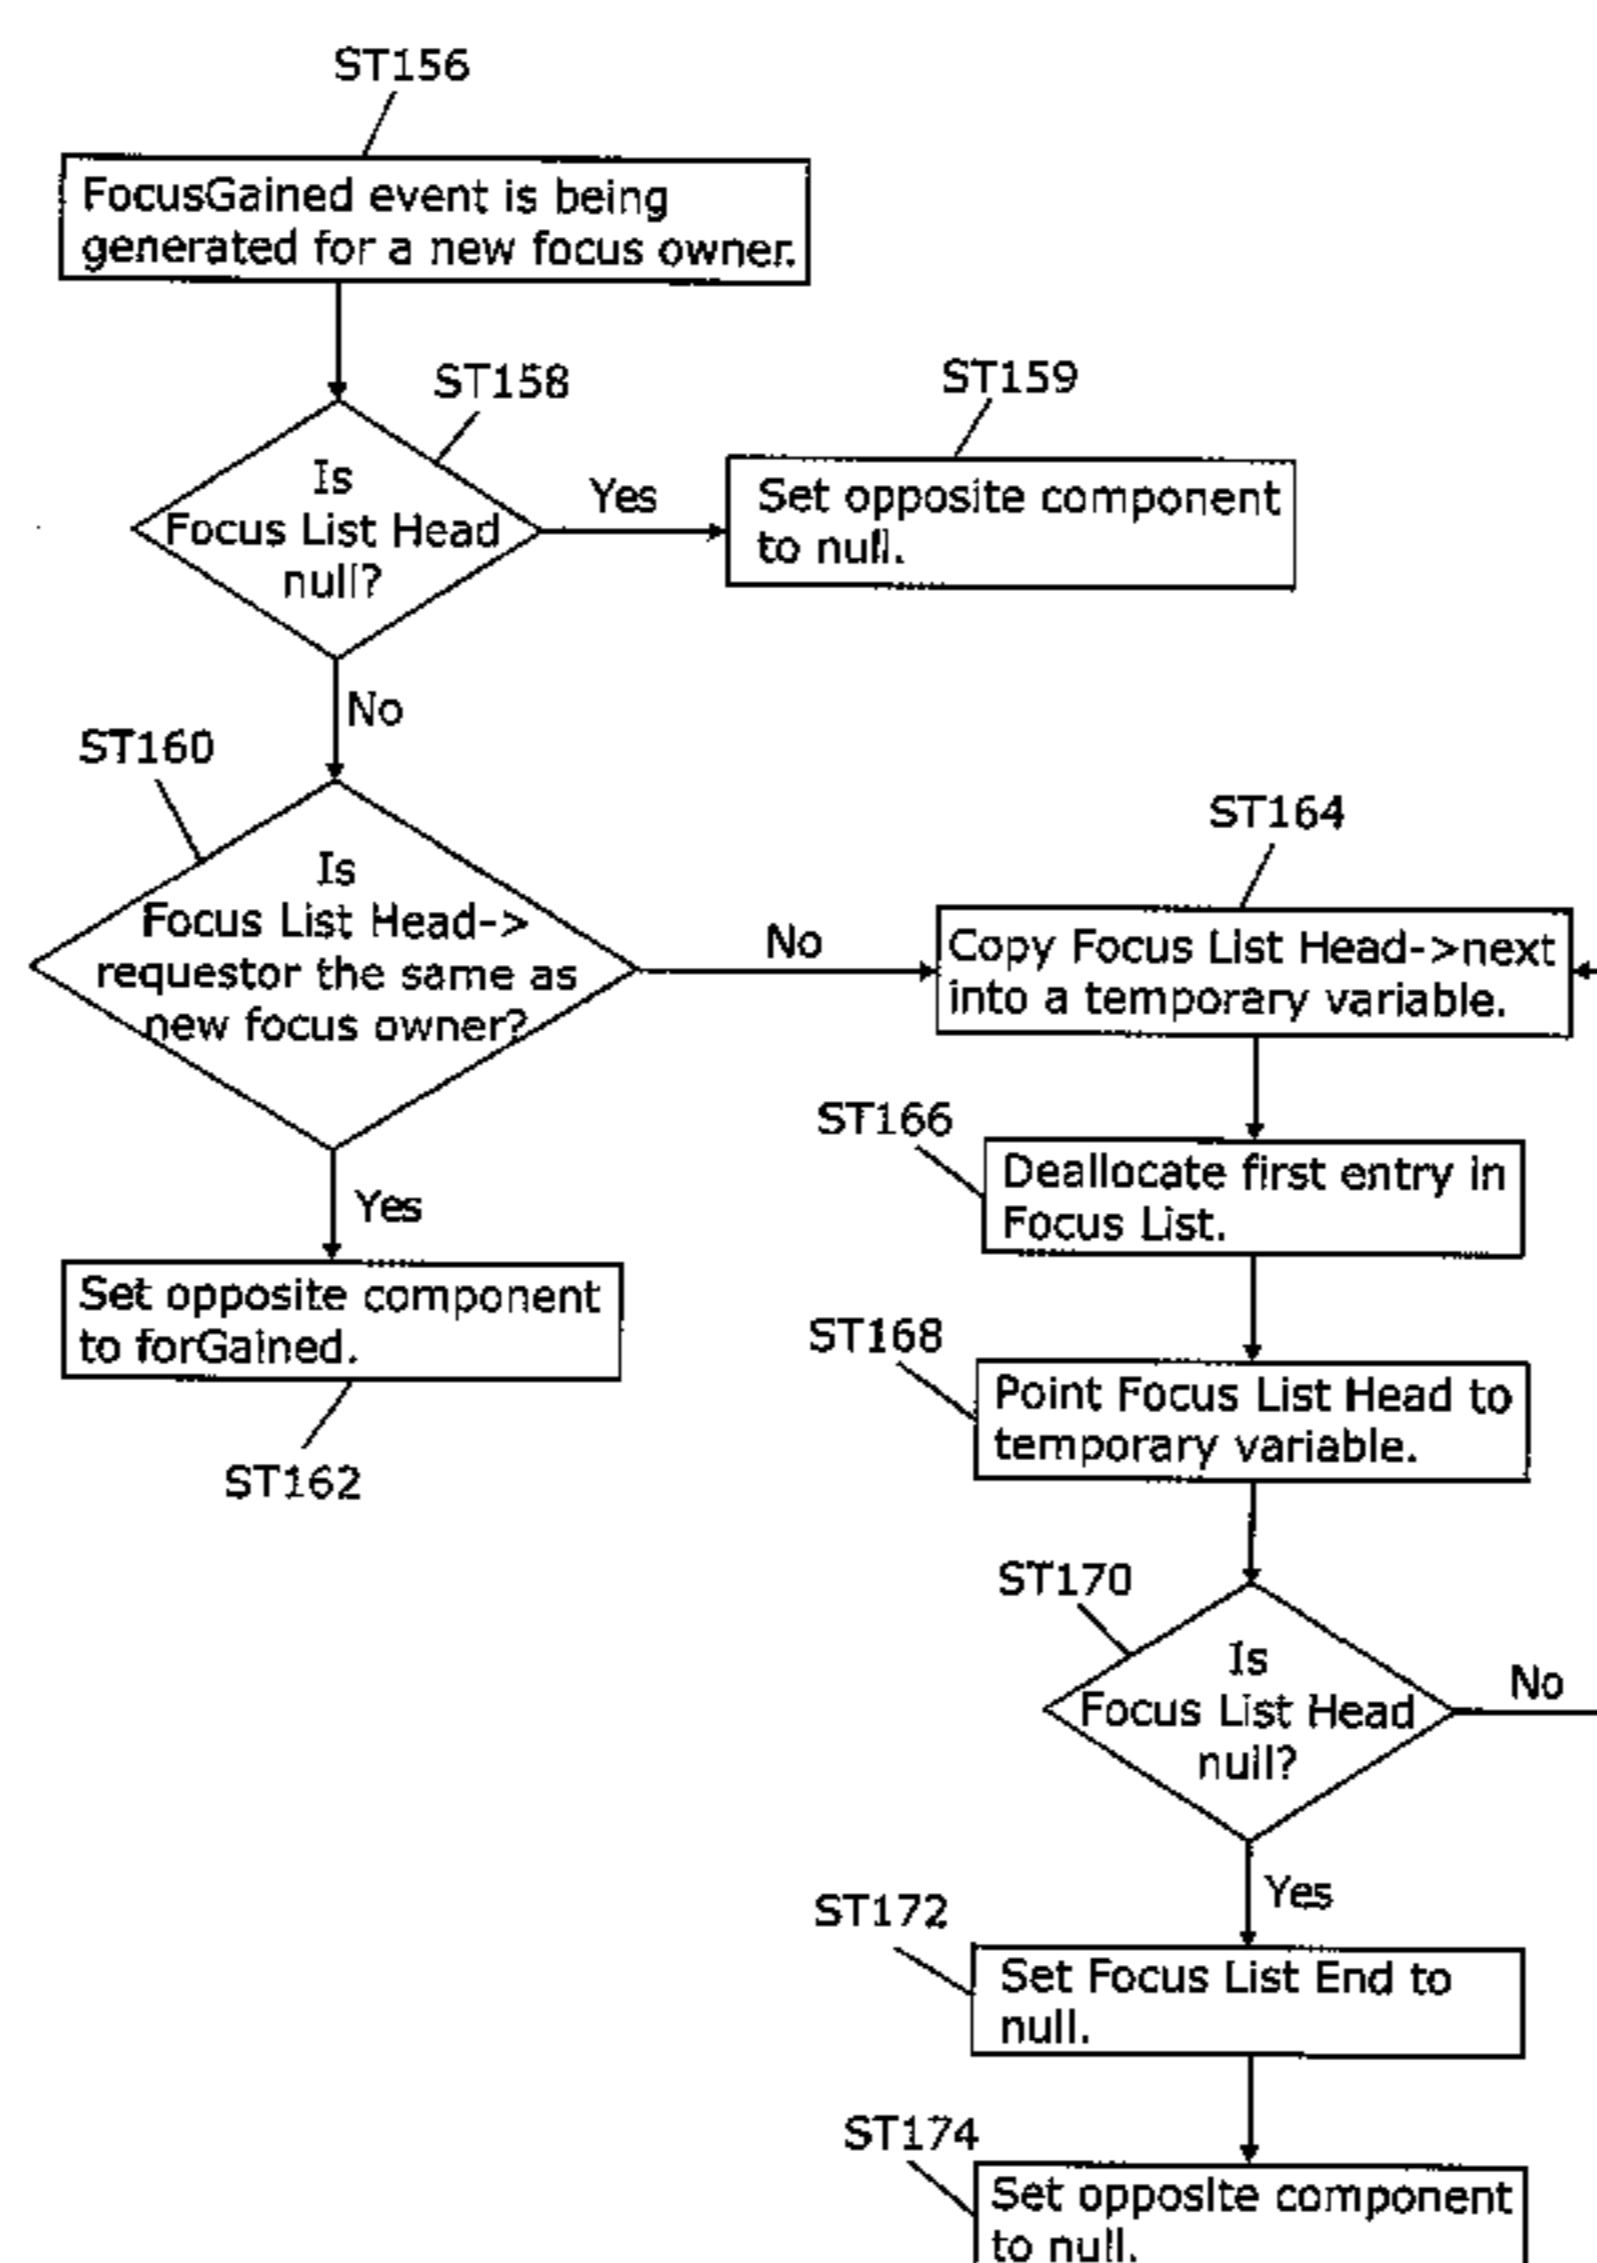 ST156
FocusGained event is being
generated for a new focus owner.
ST158
Is
Focus List Head
null?
Yes
ST159
Set opposite component
to null.
No
ST160
Is
Focus List Head->
requestor the same as
new focus owner?
No
ST164
Copy Focus List Head->next
into a temporary variable.
Yes
Set opposite component
to forGained.
ST162
ST166
Deallocate first entry in
Focus List.
ST168
Point Focus List Head to
temporary variable.
ST170
Is
Focus List Head
null?
No
Yes
ST172
Set Focus List End to
null.
ST174
Set opposite component
to null.